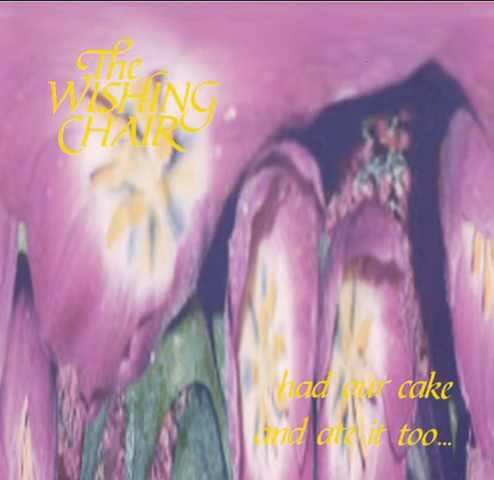 The
WISHING
CHAIR
had our cake
and ate it too...